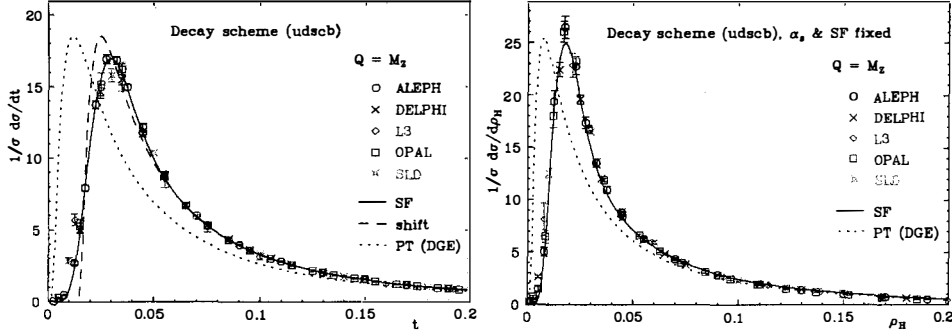 Decay scheme (udscb)
Q = M_Z
ALEPH
DELPHI
L3
OPAL
SLD
SF
shift
PT (DGE)
1/σ dσ/dt
20
15
10
5
0
0 0.05 0.1 0.15 0.2
t
Decay scheme (udscb), α_s & SF fixed
Q = M_Z
ALEPH
DELPHI
L3
OPAL
SLD
SF
PT (DGE)
1/σ dσ/dρ_H
25
20
15
10
5
0
0 0.05 0.1 0.15 0.2
ρ_H